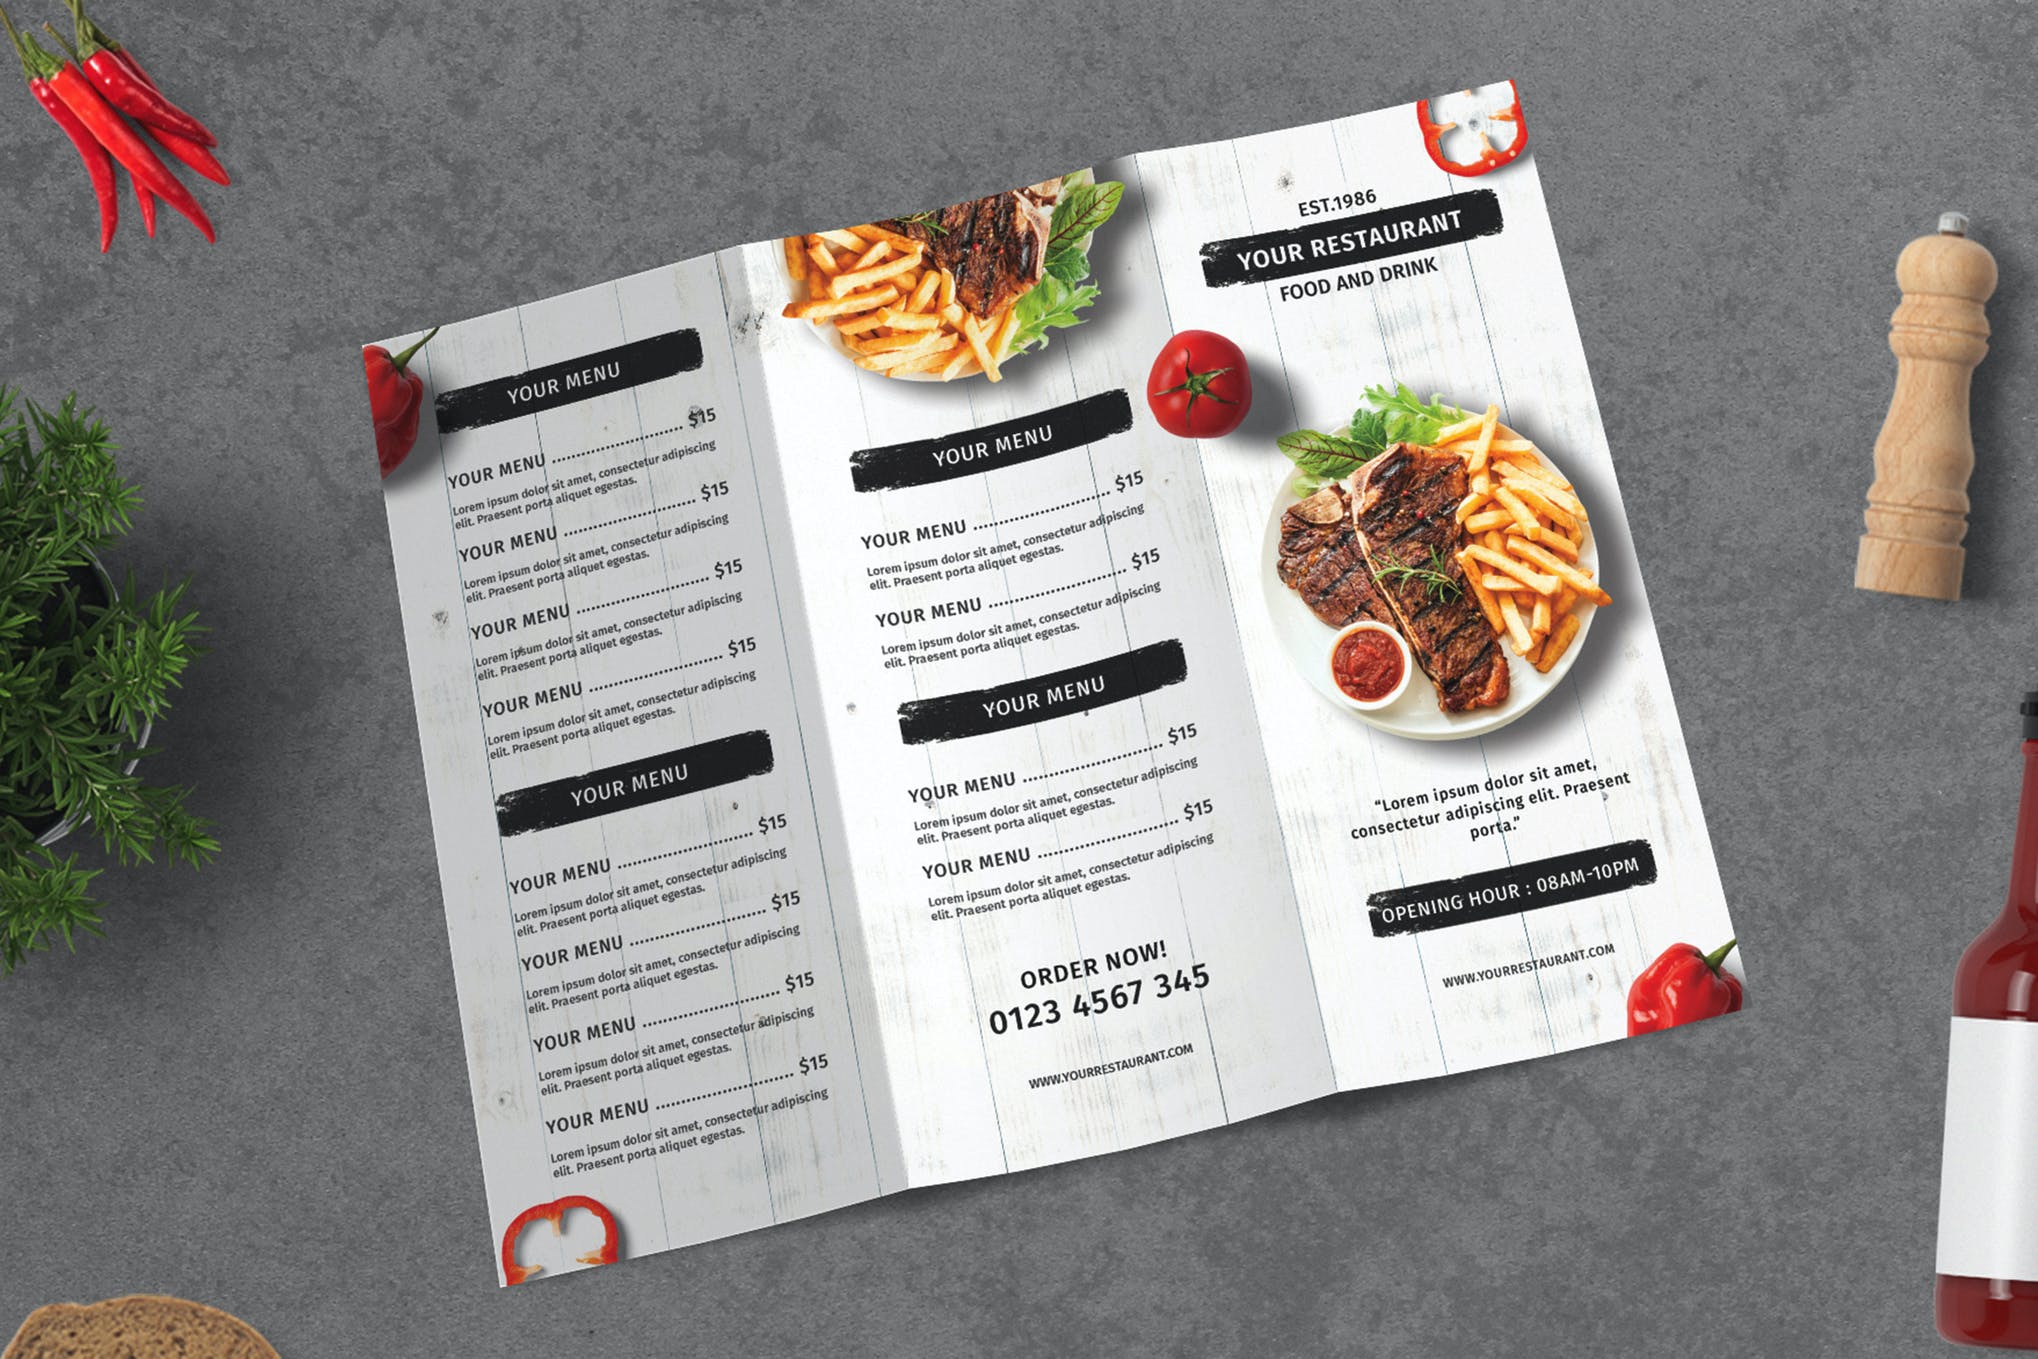 YOUR MENU
YOUR MENU .......................... $15
Lorem ipsum dolor sit amet, consectetur adipiscing
elit. Praesent porta aliquet egestas.
YOUR MENU .......................... $15
Lorem ipsum dolor sit amet, consectetur adipiscing
elit. Praesent porta aliquet egestas.
YOUR MENU .......................... $15
Lorem ipsum dolor sit amet, consectetur adipiscing
elit. Praesent porta aliquet egestas.
YOUR MENU .......................... $15
Lorem ipsum dolor sit amet, consectetur adipiscing
elit. Praesent porta aliquet egestas.
YOUR MENU
YOUR MENU .......................... $15
Lorem ipsum dolor sit amet, consectetur adipiscing
elit. Praesent porta aliquet egestas.
YOUR MENU .......................... $15
Lorem ipsum dolor sit amet, consectetur adipiscing
elit. Praesent porta aliquet egestas.
YOUR MENU .......................... $15
Lorem ipsum dolor sit amet, consectetur adipiscing
elit. Praesent porta aliquet egestas.
YOUR MENU .......................... $15
Lorem ipsum dolor sit amet, consectetur adipiscing
elit. Praesent porta aliquet egestas.
YOUR MENU
YOUR MENU .......................... $15
Lorem ipsum dolor sit amet, consectetur adipiscing
elit. Praesent porta aliquet egestas.
YOUR MENU .......................... $15
Lorem ipsum dolor sit amet, consectetur adipiscing
elit. Praesent porta aliquet egestas.
YOUR MENU
YOUR MENU .......................... $15
Lorem ipsum dolor sit amet, consectetur adipiscing
elit. Praesent porta aliquet egestas.
YOUR MENU .......................... $15
Lorem ipsum dolor sit amet, consectetur adipiscing
elit. Praesent porta aliquet egestas.
ORDER NOW!
0123 4567 345
WWW.YOURRESTAURANT.COM
EST.1986
YOUR RESTAURANT
FOOD AND DRINK
“Lorem ipsum dolor sit amet,
consectetur adipiscing elit. Praesent
porta.”
OPENING HOUR : 08AM-10PM
WWW.YOURRESTAURANT.COM